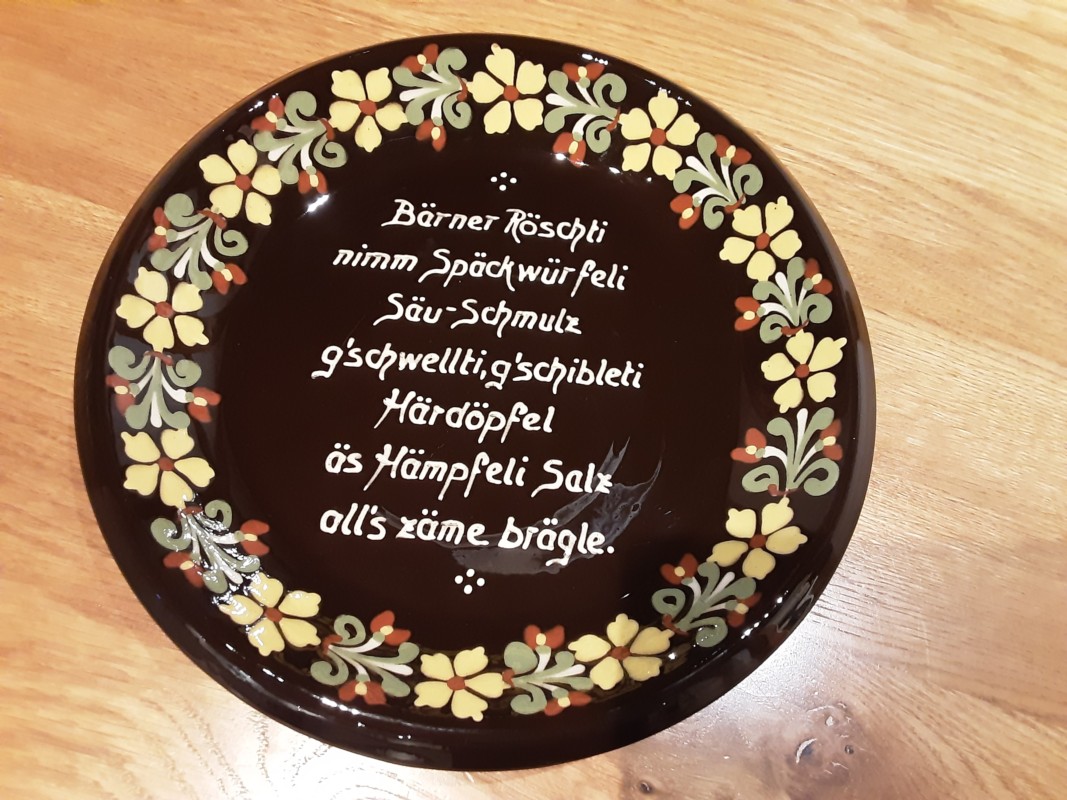 Bärner Röschti
nimm Späckwürfeli
Säu-Schmulz
g'schwellti, g'schibleti
Härdöpfel
äs Hämpfeli Salz
all's zäme brägle.